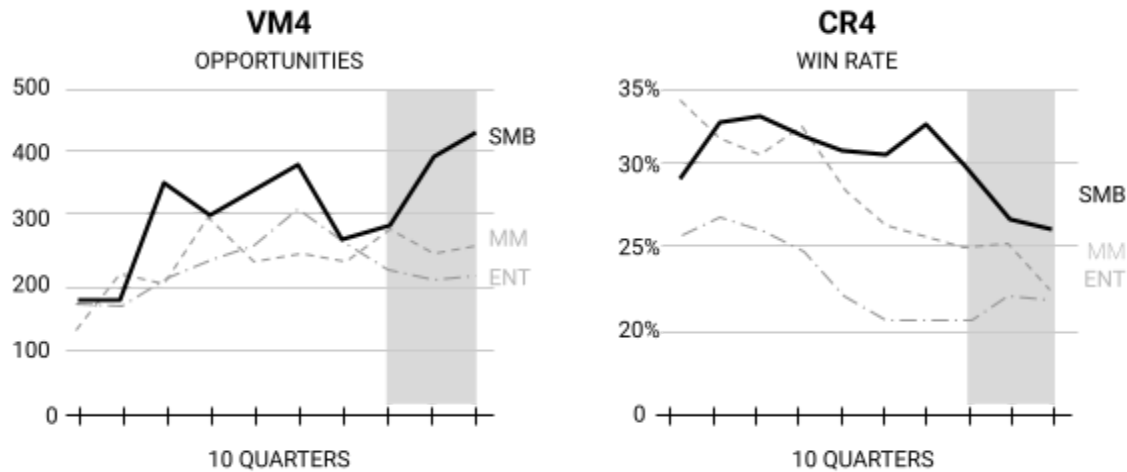 VM4
OPPORTUNITIES
500
400
300
200
100
0
SMB
MM
ENT
10 QUARTERS
CR4
WIN RATE
35%
30%
25%
20%
0
SMB
MM
ENT
10 QUARTERS